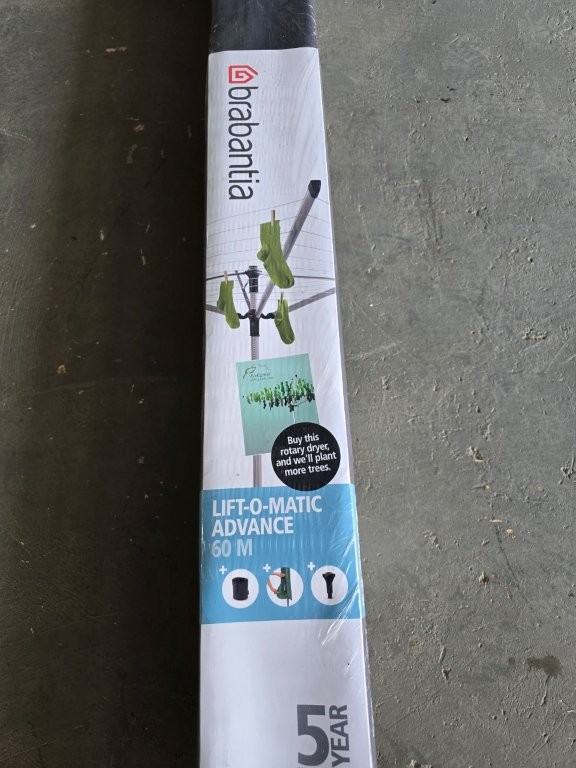 brabantia
Buy this
rotary dryer,
and we'll plant
more trees.
LIFT-O-MATIC
ADVANCE
60 M
+ + +
5
YEAR